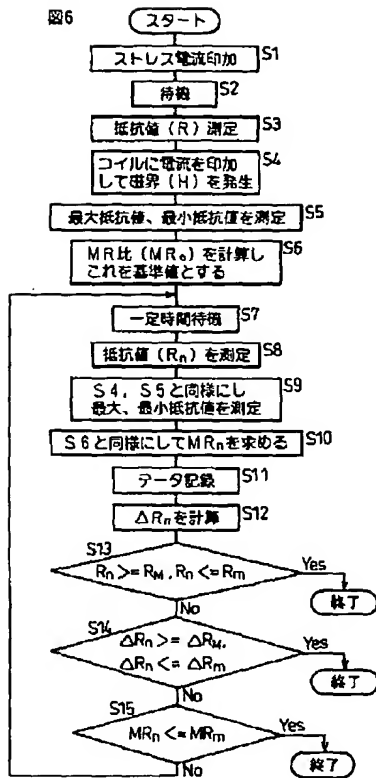 図6
スタート
ストレス電流印加 S1
待機 S2
抵抗値(R)測定 S3
コイルに電流を印加 S4
して磁界(H)を発生
最大抵抗値、最小抵抗値を測定 S5
MR比(MR₀)を計算し S6
これを基準値とする
一定時間待機 S7
抵抗値(Rn)を測定 S8
S4、S5と同様にし S9
最大、最小抵抗値を測定
S6と同様にしてMRnを求める S10
データ記録 S11
△Rnを計算 S12
S13
Rn>=RM、Rn<=Rm Yes
終了
No
S14
△Rn>=△RM、 Yes
△Rn<=△Rm
終了
No
S15
MRn<=MRm Yes
終了
No